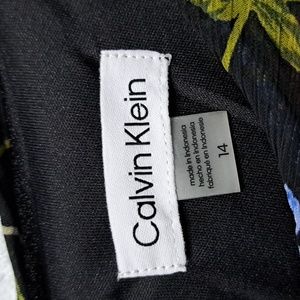 Calvin Klein
made in Indonesia
hecho en Indonesia
fabriqué en Indonésie
14